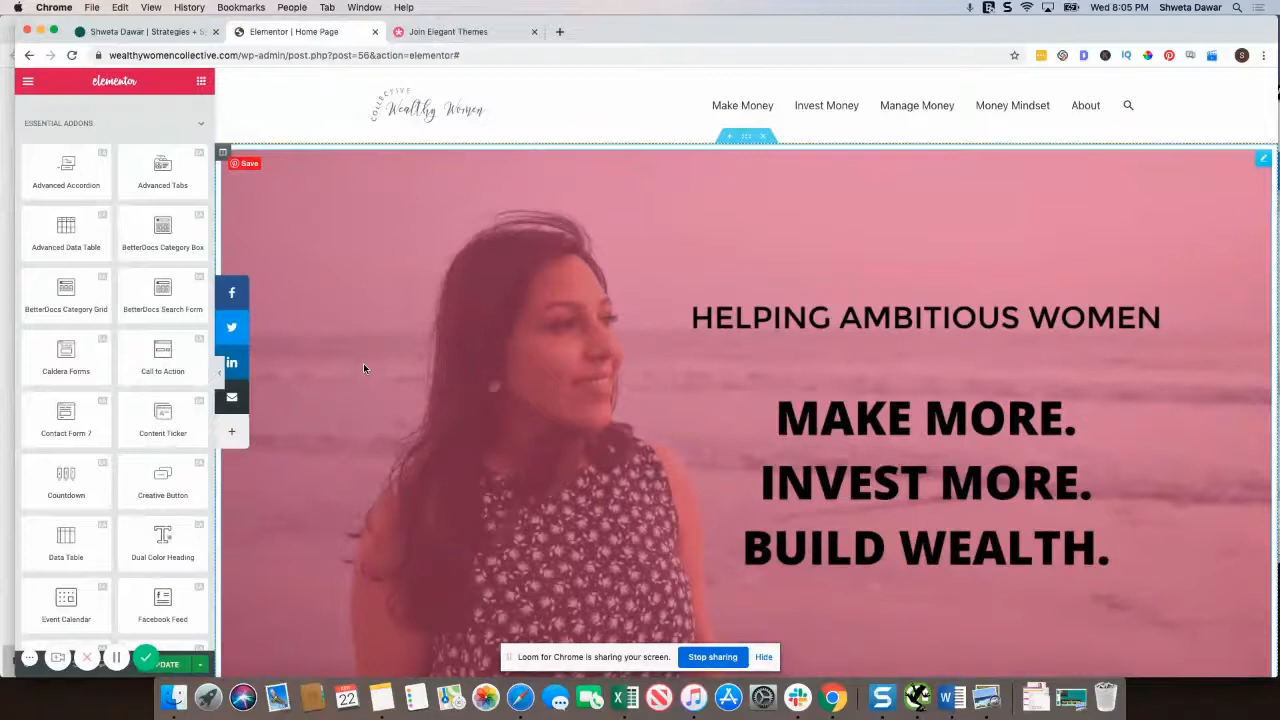 Chrome File Edit View History Bookmarks People Tab Window Help
Wed 8:05 PM Shweta Dawar
Shweta Dawar | Strategies + S
Elementor | Home Page
Join Elegant Themes
wealthywomencollective.com/wp-admin/post.php?post=56&action=elementor#
elementor
COLLECTIVE
Wealthy Women
Make Money Invest Money Manage Money Money Mindset About
ESSENTIAL ADDONS
Save
Advanced Accordion Advanced Tabs
Advanced Data Table BetterDocs Category Box
BetterDocs Category Grid BetterDocs Search Form
Caldera Forms Call to Action
Contact Form 7 Content Ticker
Countdown Creative Button
Data Table Dual Color Heading
Event Calendar Facebook Feed
HELPING AMBITIOUS WOMEN
MAKE MORE.
INVEST MORE.
BUILD WEALTH.
Loom for Chrome is sharing your screen. Stop sharing Hide
22